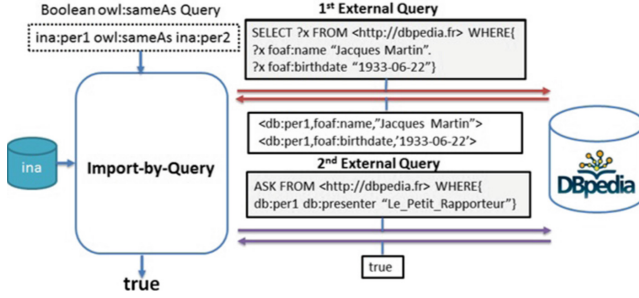 Boolean owl:sameAs Query
ina:per1 owl:sameAs ina:per2
ina
Import-by-Query
true
1st External Query
SELECT ?x FROM <http://dbpedia.fr> WHERE{
?x foaf:name “Jacques Martin”.
?x foaf:birthdate “1933-06-22”}
<db:per1,foaf:name,”Jacques Martin”>
<db:per1,foaf:birthdate,’1933-06-22’>
2nd External Query
ASK FROM <http://dbpedia.fr> WHERE{
db:per1 db:presenter “Le_Petit_Rapporteur”}
true
DBpedia